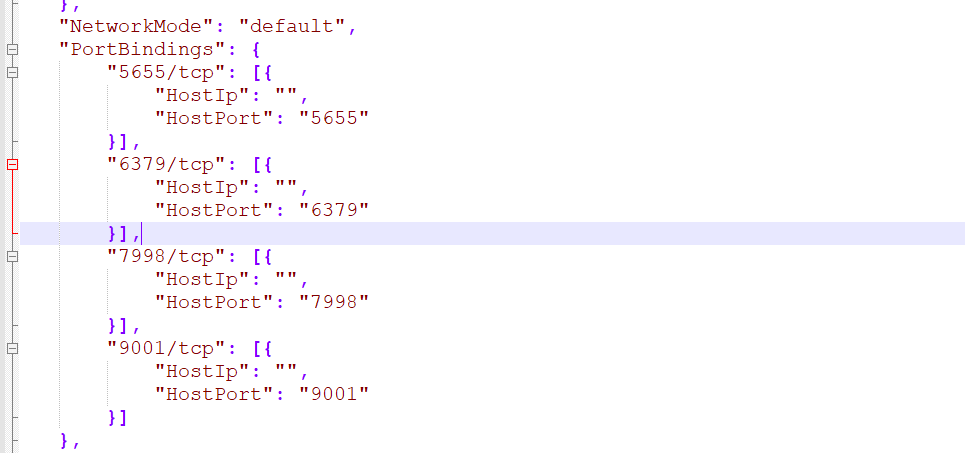 },
"NetworkMode": "default",
"PortBindings": {
"5655/tcp": [{
"HostIp": "",
"HostPort": "5655"
}],
"6379/tcp": [{
"HostIp": "",
"HostPort": "6379"
}],
"7998/tcp": [{
"HostIp": "",
"HostPort": "7998"
}],
"9001/tcp": [{
"HostIp": "",
"HostPort": "9001"
}]
},